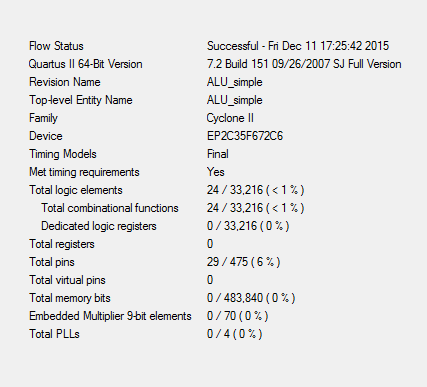 Flow Status Successful - Fri Dec 11 17:25:42 2015
Quartus II 64-Bit Version 7.2 Build 151 09/26/2007 SJ Full Version
Revision Name ALU_simple
Top-level Entity Name ALU_simple
Family Cyclone II
Device EP2C35F672C6
Timing Models Final
Met timing requirements Yes
Total logic elements 24 / 33,216 ( < 1 % )
Total combinational functions 24 / 33,216 ( < 1 % )
Dedicated logic registers 0 / 33,216 ( 0 % )
Total registers 0
Total pins 29 / 475 ( 6 % )
Total virtual pins 0
Total memory bits 0 / 483,840 ( 0 % )
Embedded Multiplier 9-bit elements 0 / 70 ( 0 % )
Total PLLs 0 / 4 ( 0 % )